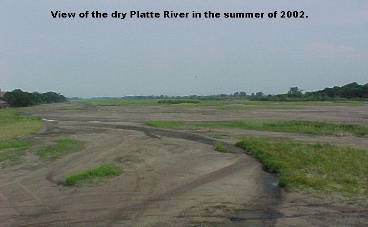 View of the dry Platte River in the summer of 2002.